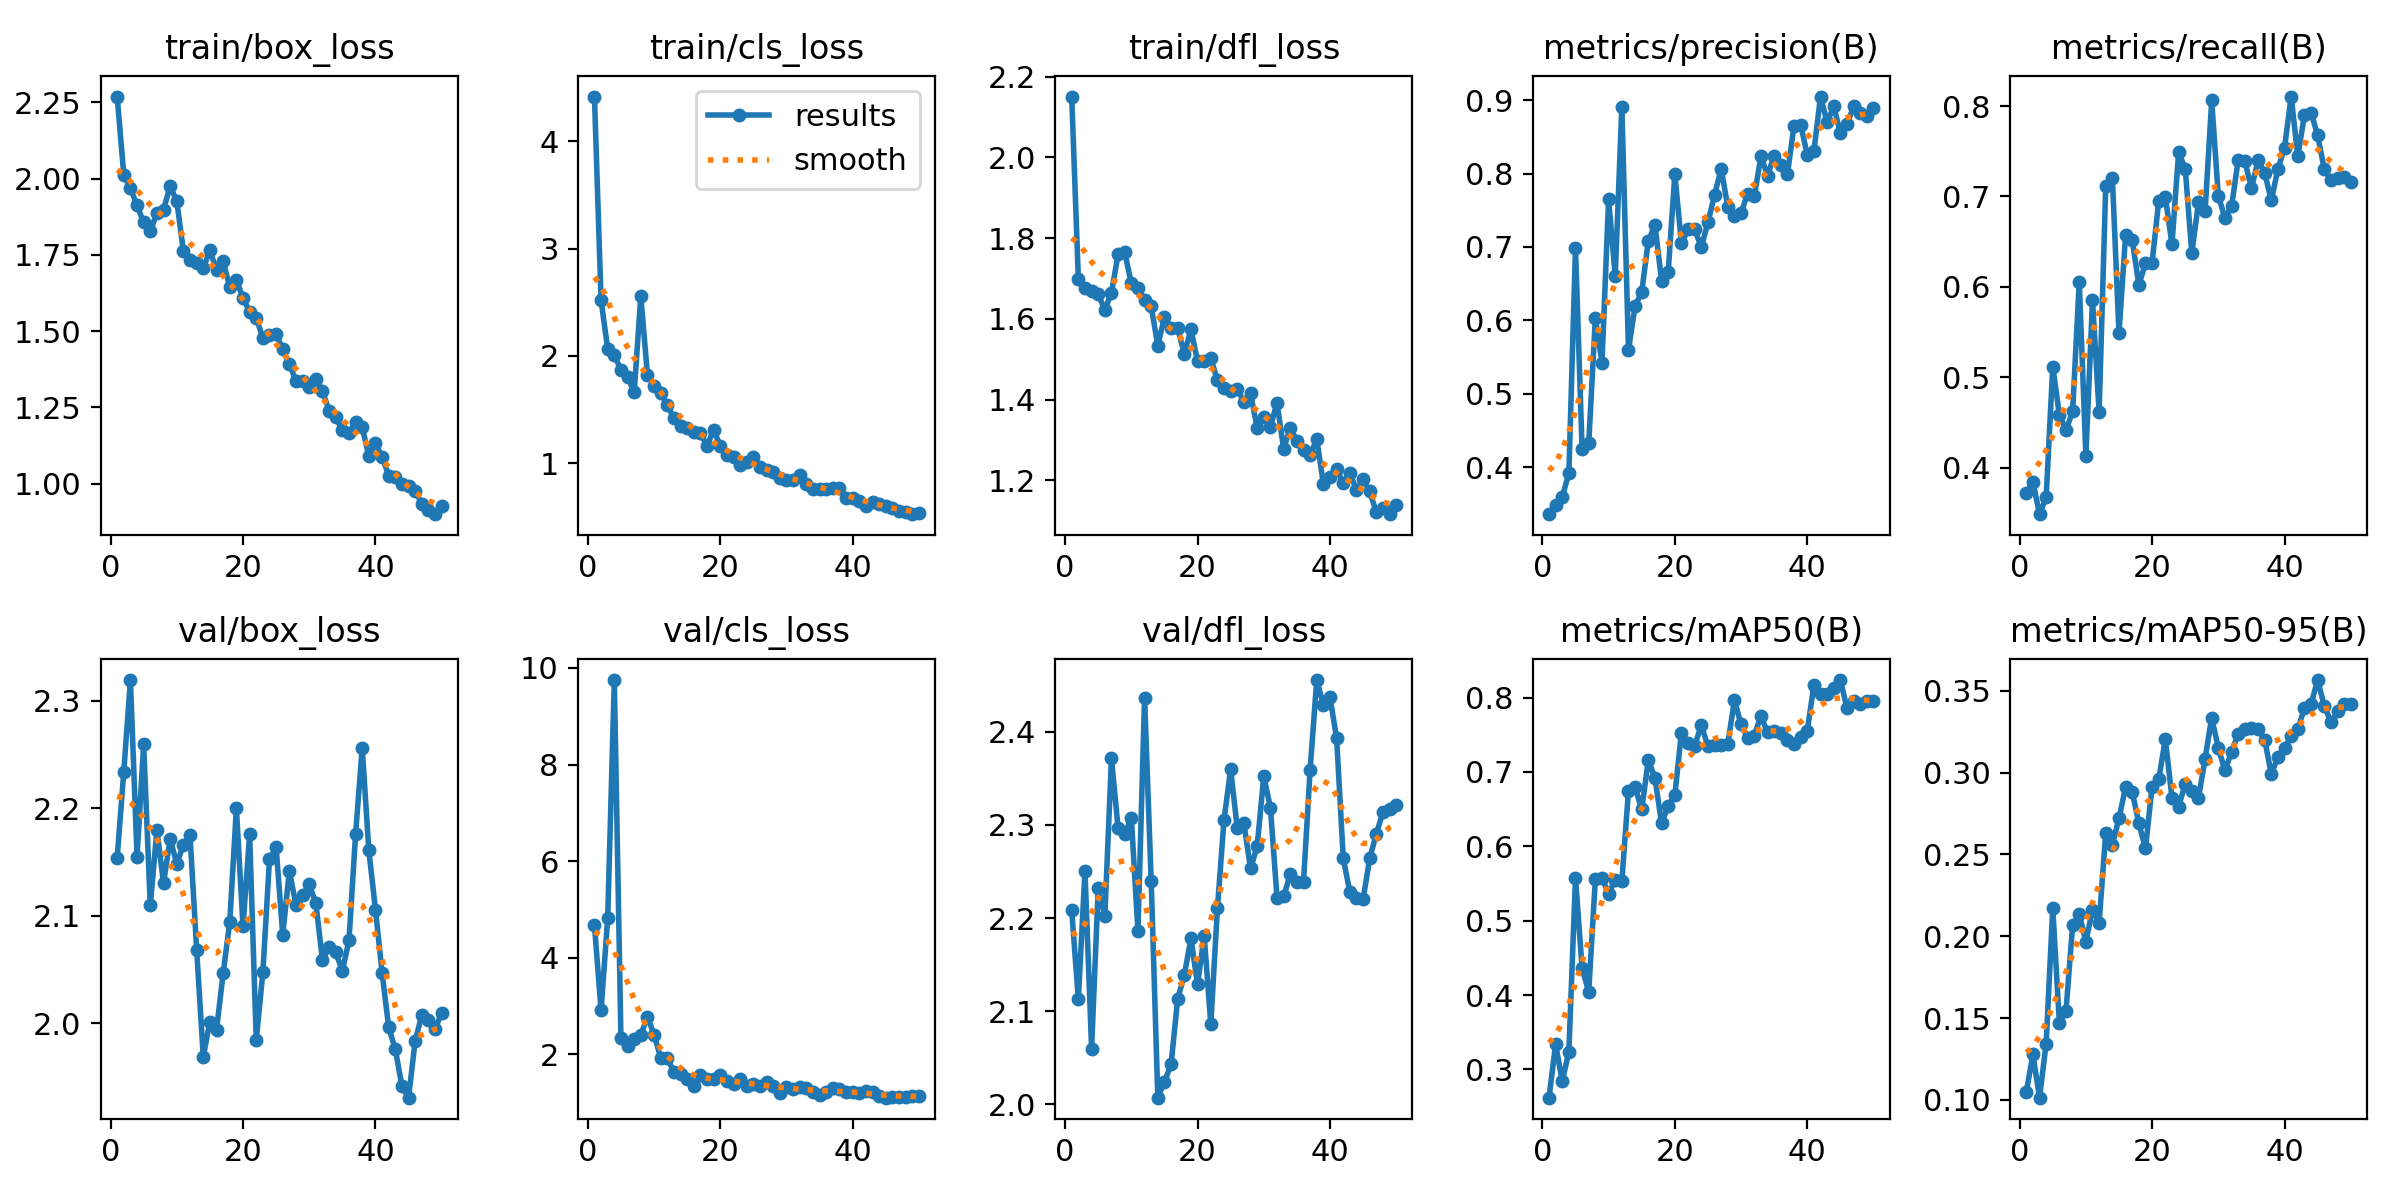 train/box_loss
2.25
2.00
1.75
1.50
1.25
1.00
0 20 40
train/cls_loss
results
smooth
4
3
2
1
0 20 40
train/dfl_loss
2.2
2.0
1.8
1.6
1.4
1.2
0 20 40
metrics/precision(B)
0.9
0.8
0.7
0.6
0.5
0.4
0 20 40
metrics/recall(B)
0.8
0.7
0.6
0.5
0.4
0 20 40
val/box_loss
2.3
2.2
2.1
2.0
0 20 40
val/cls_loss
10
8
6
4
2
0 20 40
val/dfl_loss
2.4
2.3
2.2
2.1
2.0
0 20 40
metrics/mAP50(B)
0.8
0.7
0.6
0.5
0.4
0.3
0 20 40
metrics/mAP50-95(B)
0.35
0.30
0.25
0.20
0.15
0.10
0 20 40